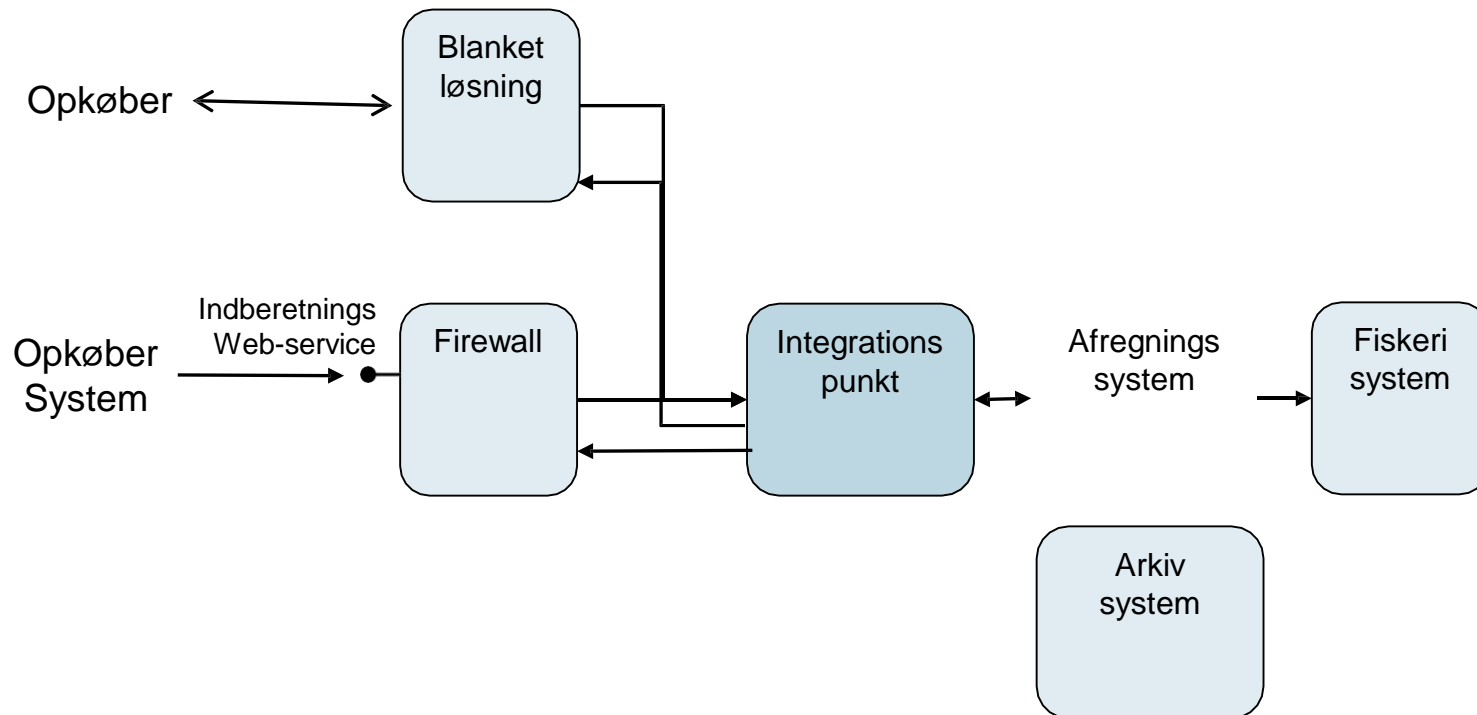 Blanket
løsning
Opkøber
Indberetnings
Web-service
Opkøber
System
Firewall
Integrations
punkt
Afregnings
system
Fiskeri
system
Arkiv
system